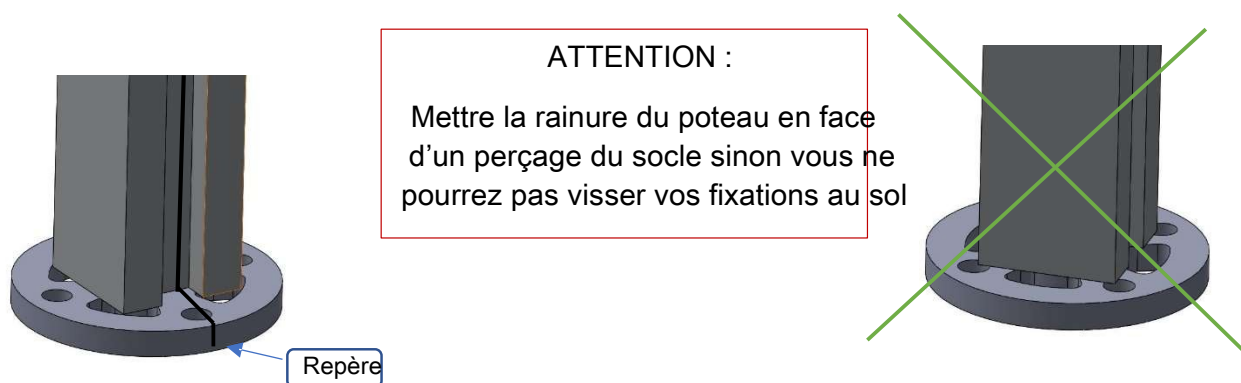 ATTENTION :
Mettre la rainure du poteau en face
d’un perçage du socle sinon vous ne
pourrez pas visser vos fixations au sol
Repère